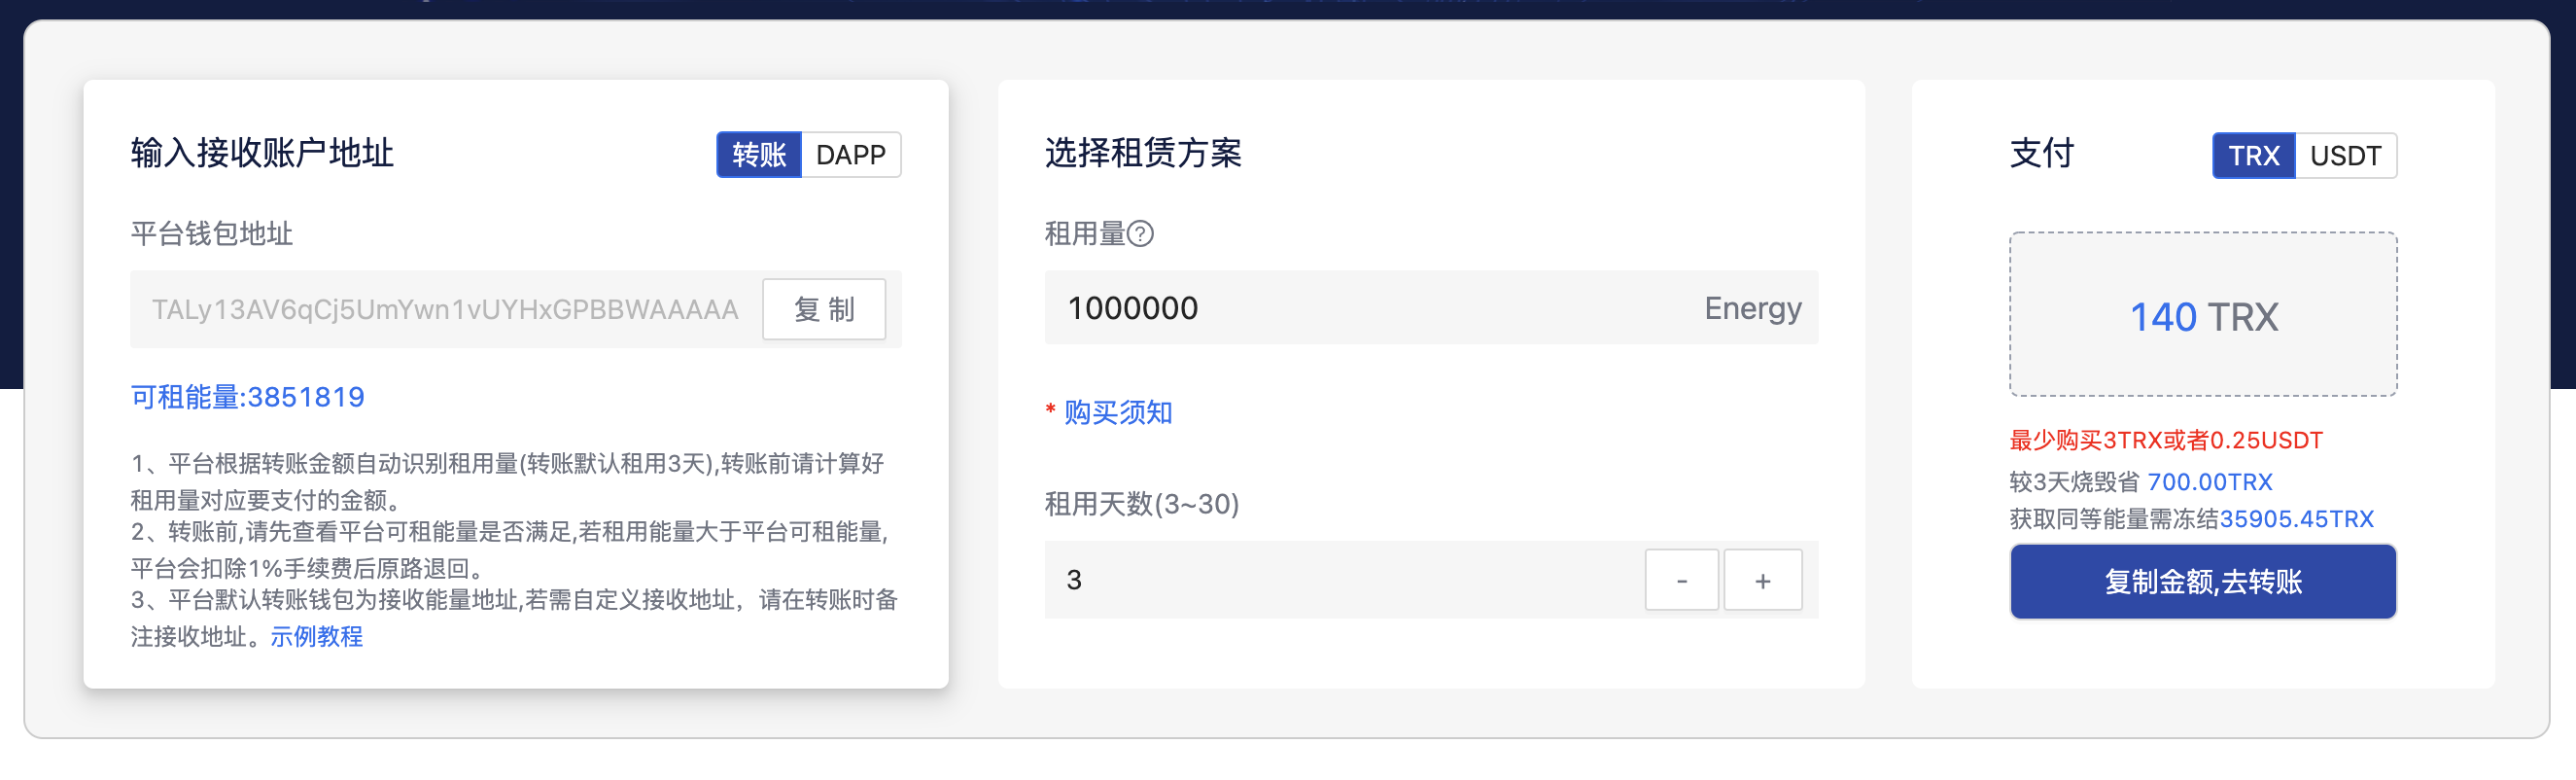 输入接收账户地址
转账 DAPP
平台钱包地址
TALy13AV6qCj5UmYwn1vUYHxGPBBWAAAAA 复 制
可租能量:3851819
1、平台根据转账金额自动识别租用量(转账默认租用3天),转账前请计算好
租用量对应要支付的金额。
2、转账前,请先查看平台可租能量是否满足,若租用能量大于平台可租能量,
平台会扣除1%手续费后原路退回。
3、平台默认转账钱包为接收能量地址,若需自定义接收地址，请在转账时备
注接收地址。示例教程
选择租赁方案
租用量?
1000000 Energy
* 购买须知
租用天数(3~30)
3 - +
支付
TRX USDT
140 TRX
最少购买3TRX或者0.25USDT
较3天烧毁省 700.00TRX
获取同等能量需冻结35905.45TRX
复制金额,去转账